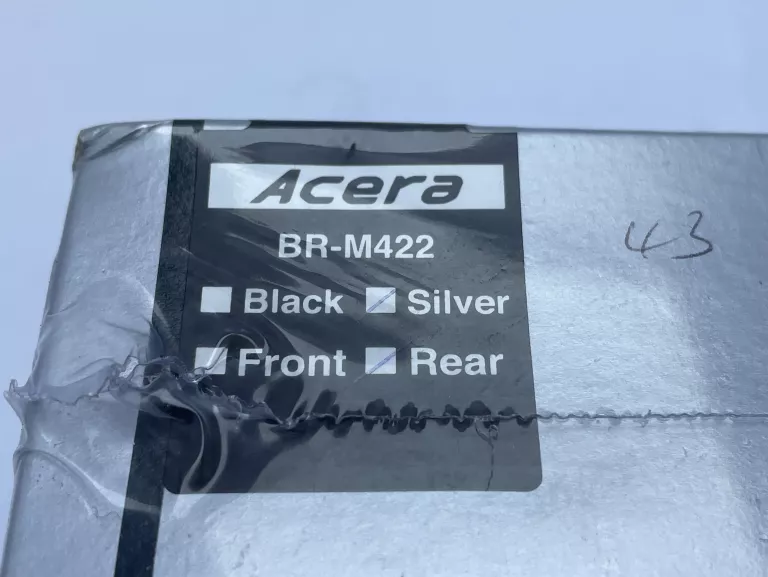 Acera
BR-M422
Black Silver
Front Rear
43